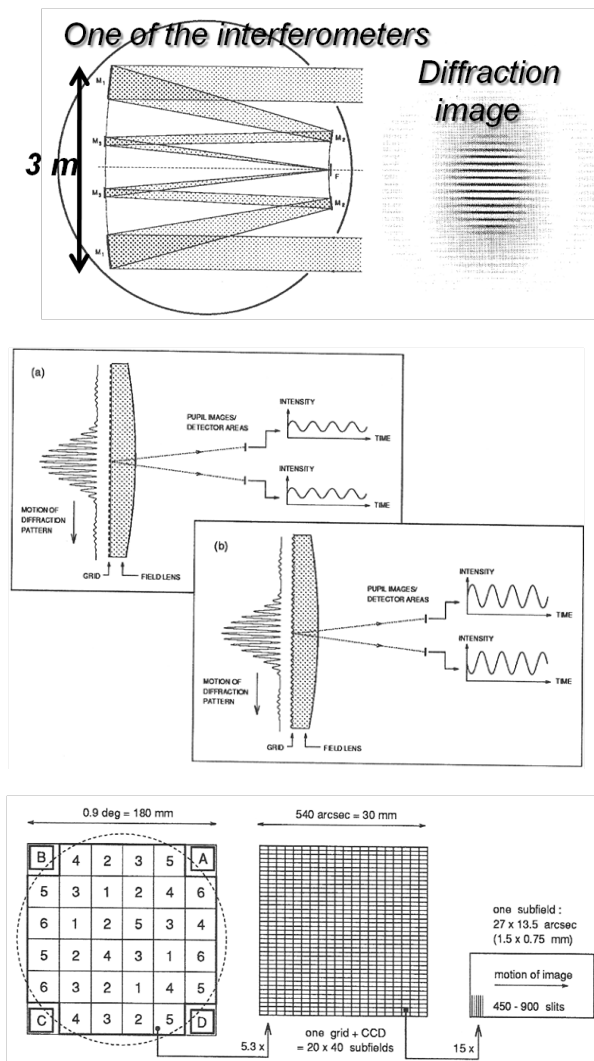 One of the interferometers
Diffraction
image
3 m
M₁
M₂
M₃
F
M₃
M₂
M₁
(a)
INTENSITY
TIME
PUPIL IMAGES/
DETECTOR AREAS
INTENSITY
TIME
MOTION OF
DIFFRACTION
PATTERN
GRID
FIELD LENS
(b)
INTENSITY
TIME
PUPIL IMAGES/
DETECTOR AREAS
INTENSITY
TIME
MOTION OF
DIFFRACTION
PATTERN
GRID
FIELD LENS
0.9 deg = 180 mm
540 arcsec = 30 mm
B 4 2 3 5 A
5 3 1 2 4 6
6 1 2 5 3 4
5 2 4 3 1 6
6 3 2 1 4 5
C 4 3 2 5 D
5.3 x
one grid + CCD
= 20 x 40 subfields
15 x
one subfield :
27 x 13.5 arcsec
(1.5 x 0.75 mm)
motion of image
450 - 900 slits